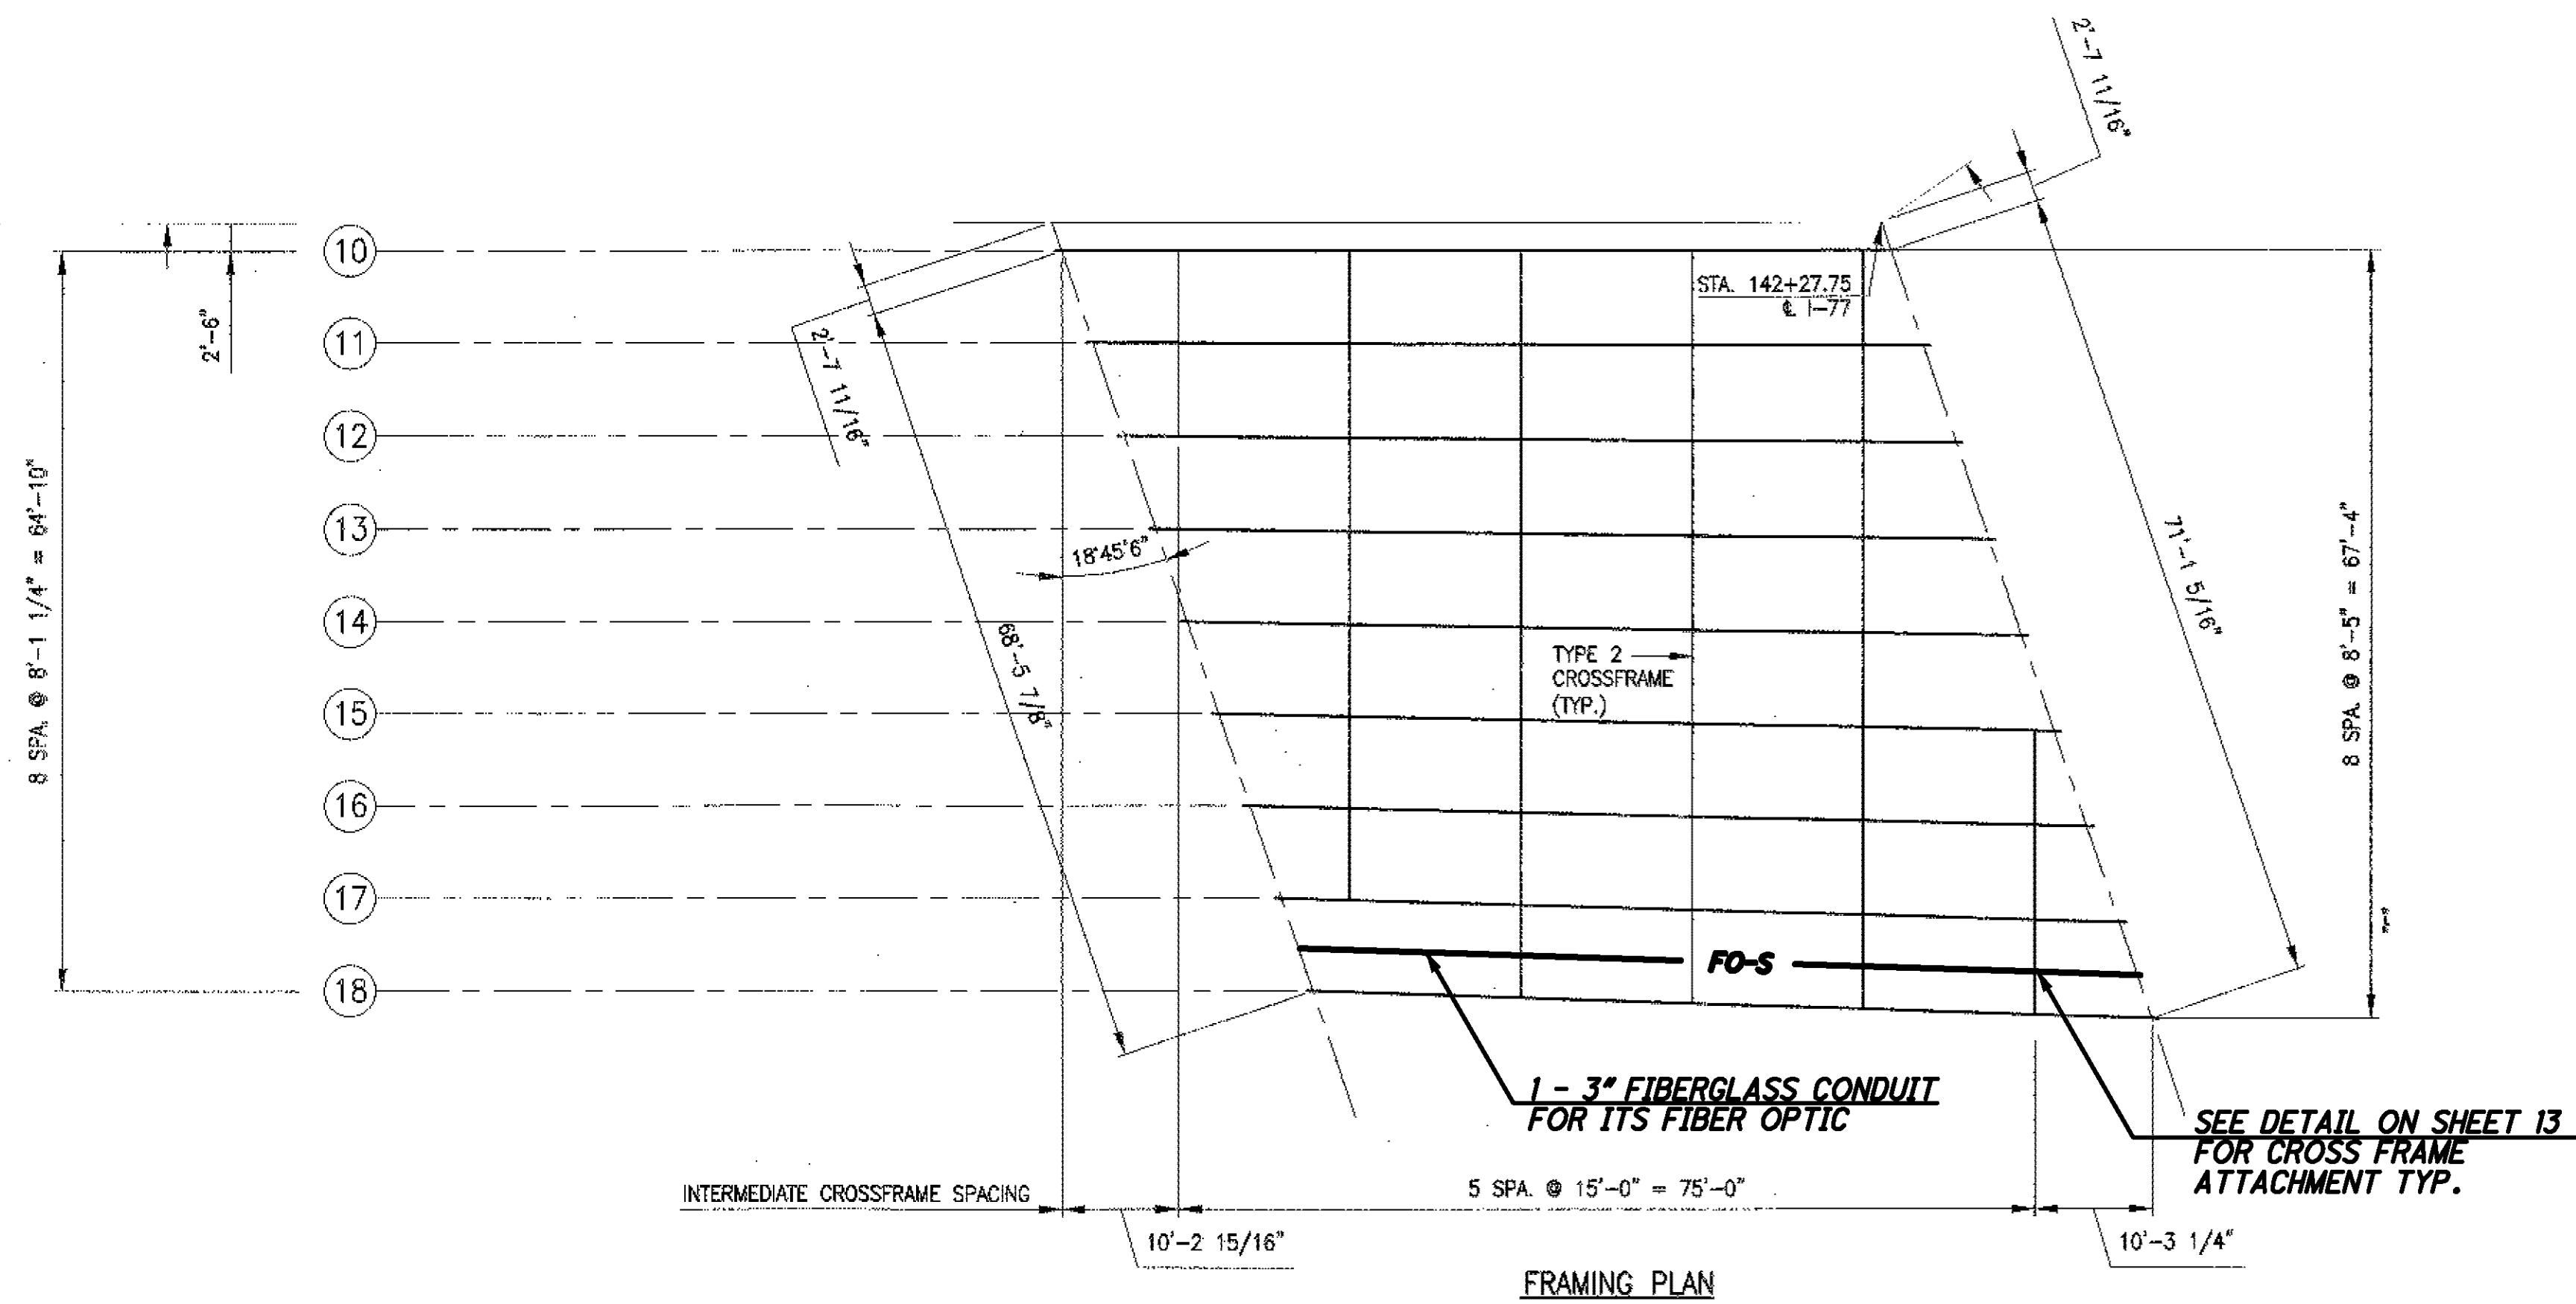 2'-7 11/16"
10
2'-6"
STA. 142+27.75
℄ I-77
11
2'-7 11/16"
12
8 SPA. @ 8'-1 1/4" = 64'-10"
13
18°45'6"
14
68'-5 7/8"
71'-1 5/16"
8 SPA. @ 8'-5" = 67'-4"
TYPE 2
CROSSFRAME
(TYP.)
15
16
17
FO-S
18
1 - 3" FIBERGLASS CONDUIT
FOR ITS FIBER OPTIC
SEE DETAIL ON SHEET 13
FOR CROSS FRAME
ATTACHMENT TYP.
INTERMEDIATE CROSSFRAME SPACING
5 SPA. @ 15'-0" = 75'-0"
10'-2 15/16"
10'-3 1/4"
FRAMING PLAN